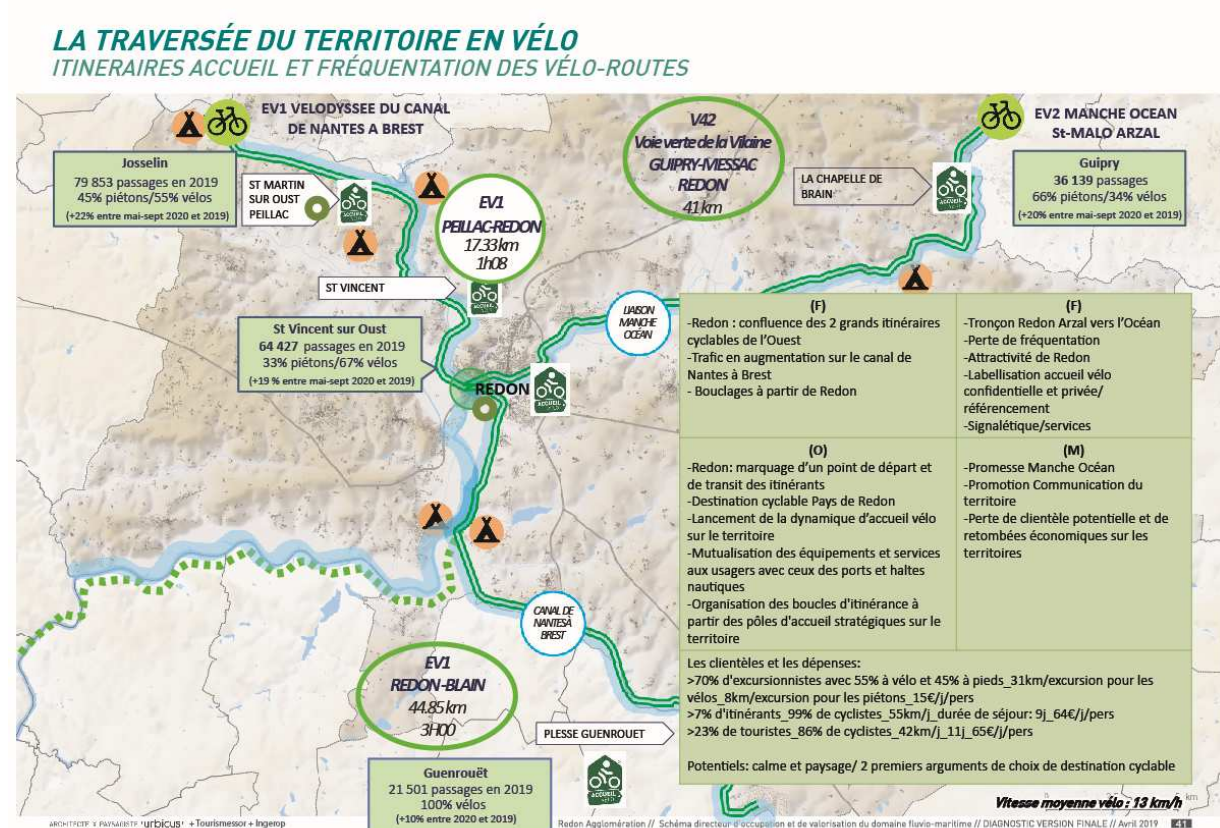 LA TRAVERSÉE DU TERRITOIRE EN VÉLO
ITINERAIRES ACCUEIL ET FRÉQUENTATION DES VÉLO-ROUTES
EV1 VELODYSSEE DU CANAL
DE NANTES A BREST
Josselin
79 853 passages en 2019
45% piétons/55% vélos
(+22% entre mai-sept 2020 et 2019)
ST MARTIN
SUR OUST
PEILLAC
ACCUEIL
EV1
PEILLAC-REDON
17.33 km
1h08
V42
Voie verte de la Vilaine
GUIPRY-MESSAC
REDON
41 km
LA CHAPELLE DE
BRAIN
ACCUEIL
EV2 MANCHE OCEAN
St-MALO ARZAL
Guipry
36 139 passages
66% piétons/34% vélos
(+20% entre mai-sept 2020 et 2019)
ST VINCENT
ACCUEIL
St Vincent sur Oust
64 427 passages en 2019
33% piétons/67% vélos
(+19 % entre mai-sept 2020 et 2019)
LIAISON
MANCHE
OCÉAN
REDON
ACCUEIL
(F)
-Redon : confluence des 2 grands itinéraires
cyclables de l'Ouest
-Trafic en augmentation sur le canal de
Nantes à Brest
- Bouclages à partir de Redon
(F)
-Tronçon Redon Arzal vers l'Océan
-Perte de fréquentation
-Attractivité de Redon
-Labellisation accueil vélo
confidentielle et privée/
référencement
-Signalétique/services
(O)
-Redon: marquage d'un point de départ et
de transit des itinérants
-Destination cyclable Pays de Redon
-Lancement de la dynamique d'accueil vélo
sur le territoire
-Mutualisation des équipements et services
aux usagers avec ceux des ports et haltes
nautiques
-Organisation des boucles d'itinérance à
partir des pôles d'accueil stratégiques sur le
territoire
(M)
-Promesse Manche Océan
-Promotion Communication du
territoire
-Perte de clientèle potentielle et de
retombées économiques sur les
territoires
Les clientèles et les dépenses:
>70% d'excursionnistes avec 55% à vélo et 45% à pieds_31km/excursion pour les
vélos_8km/excursion pour les piétons_15€/j/pers
>7% d'itinérants_99% de cyclistes_55km/j_durée de séjour: 9j_64€/j/pers
>23% de touristes_86% de cyclistes_42km/j_11j_65€/j/pers
Potentiels: calme et paysage/ 2 premiers arguments de choix de destination cyclable
CANAL DE
NANTESÀ
BREST
EV1
REDON-BLAIN
44.85 km
3H00
PLESSE GUENROUET
ACCUEIL
Guenrouët
21 501 passages en 2019
100% vélos
(+10% entre 2020 et 2019)
Vitesse moyenne vélo : 13 km/h
km
ARCHITECTE X PAYSAGISTE 'urbicus' + Tourismessor + Ingerop
Redon Agglomération // Schéma directeur d'occupation et de valorisation du domaine fluvio-maritime // DIAGNOSTIC VERSION FINALE // Avril 2019 41